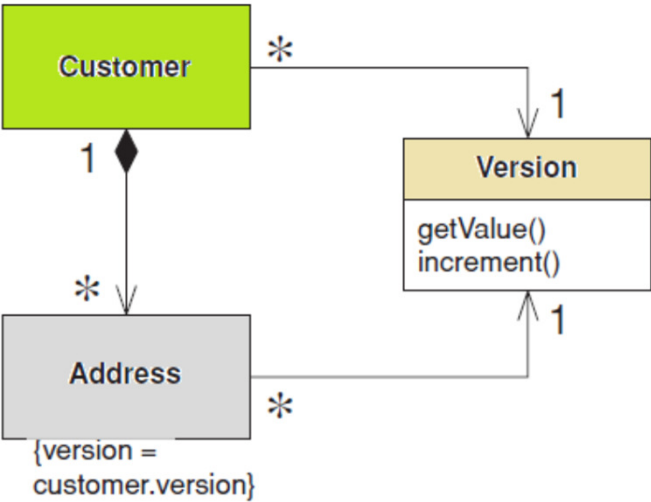 Customer
*
1
1
Version
getValue()
increment()
*
1
Address
*
{version =
customer.version}